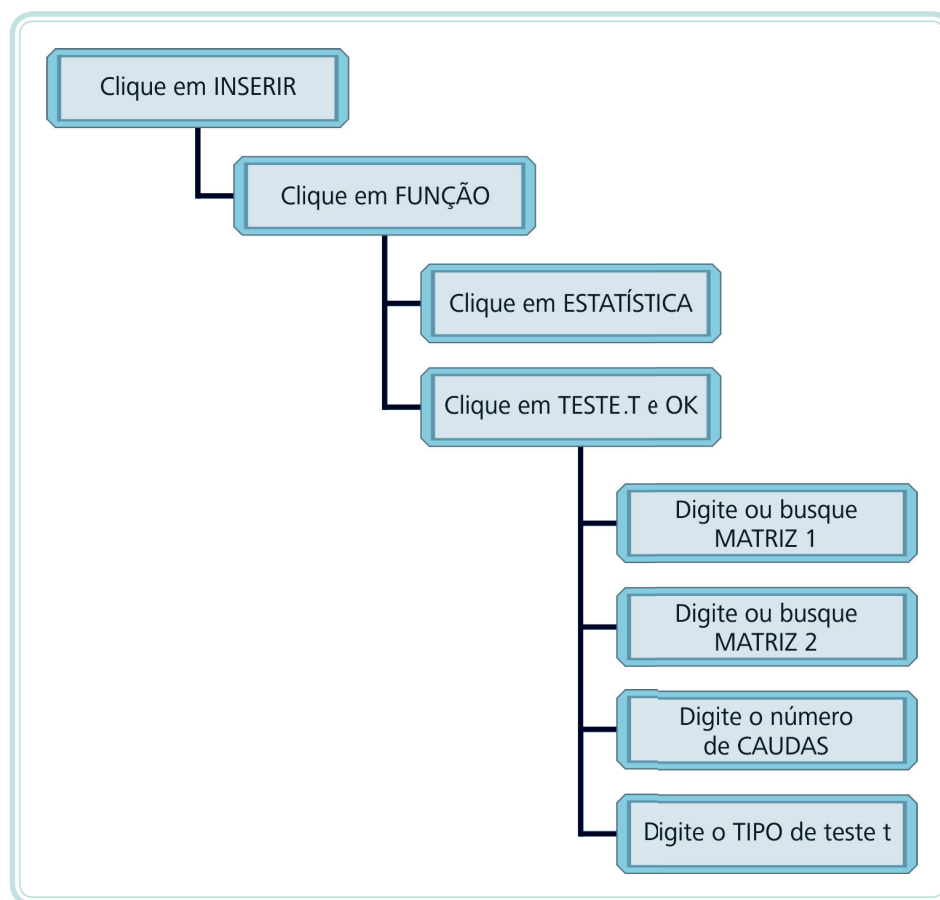 Clique em INSERIR
Clique em FUNÇÃO
Clique em ESTATÍSTICA
Clique em TESTE.T e OK
Digite ou busque
MATRIZ 1
Digite ou busque
MATRIZ 2
Digite o número
de CAUDAS
Digite o TIPO de teste t